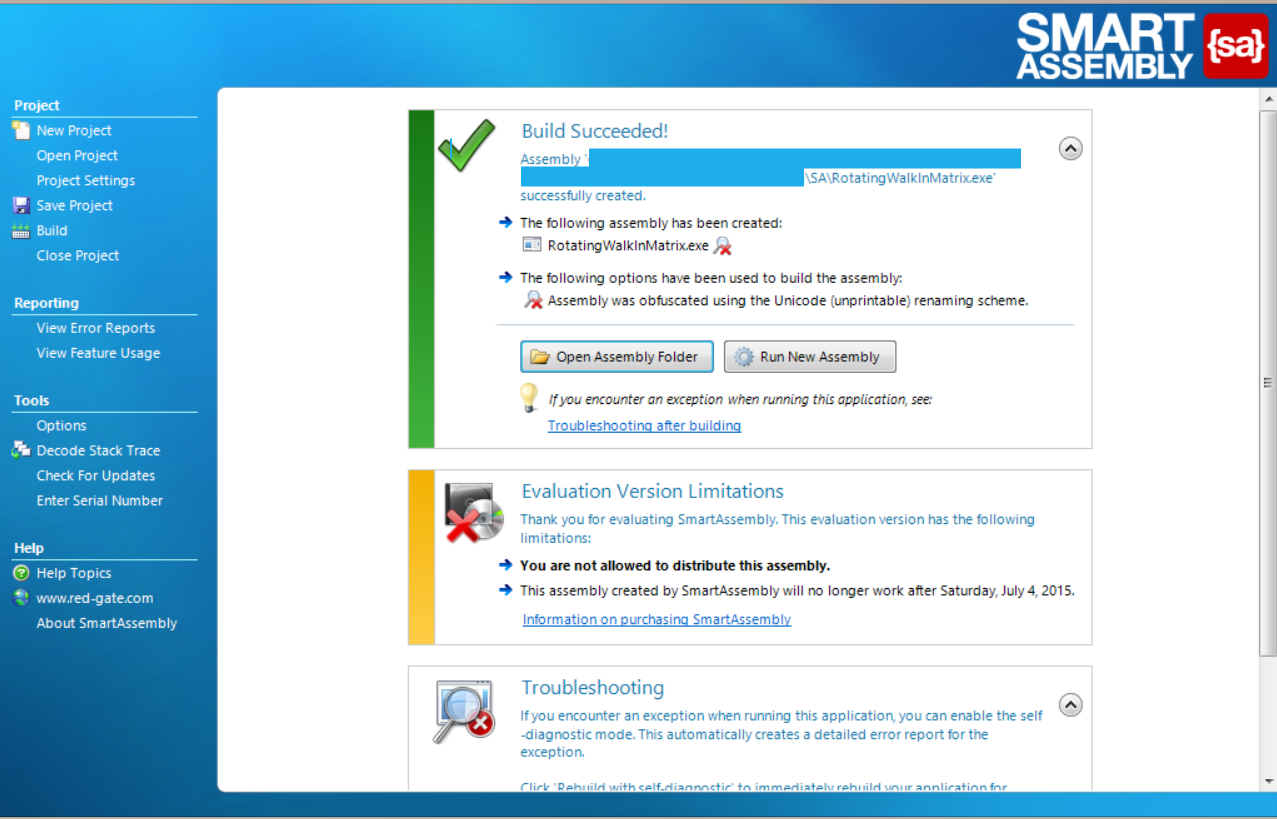 SMART
ASSEMBLY
{sa}
Project
New Project
Open Project
Project Settings
Save Project
Build
Close Project
Reporting
View Error Reports
View Feature Usage
Tools
Options
Decode Stack Trace
Check For Updates
Enter Serial Number
Help
Help Topics
www.red-gate.com
About SmartAssembly
Build Succeeded!
Assembly '
\SA\RotatingWalkInMatrix.exe'
successfully created.
The following assembly has been created:
RotatingWalkInMatrix.exe
The following options have been used to build the assembly:
Assembly was obfuscated using the Unicode (unprintable) renaming scheme.
Open Assembly Folder
Run New Assembly
If you encounter an exception when running this application, see:
Troubleshooting after building
Evaluation Version Limitations
Thank you for evaluating SmartAssembly. This evaluation version has the following
limitations:
You are not allowed to distribute this assembly.
This assembly created by SmartAssembly will no longer work after Saturday, July 4, 2015.
Information on purchasing SmartAssembly
Troubleshooting
If you encounter an exception when running this application, you can enable the self
-diagnostic mode. This automatically creates a detailed error report for the
exception.
Click 'Rebuild with self-diagnostic' to immediately rebuild your application for